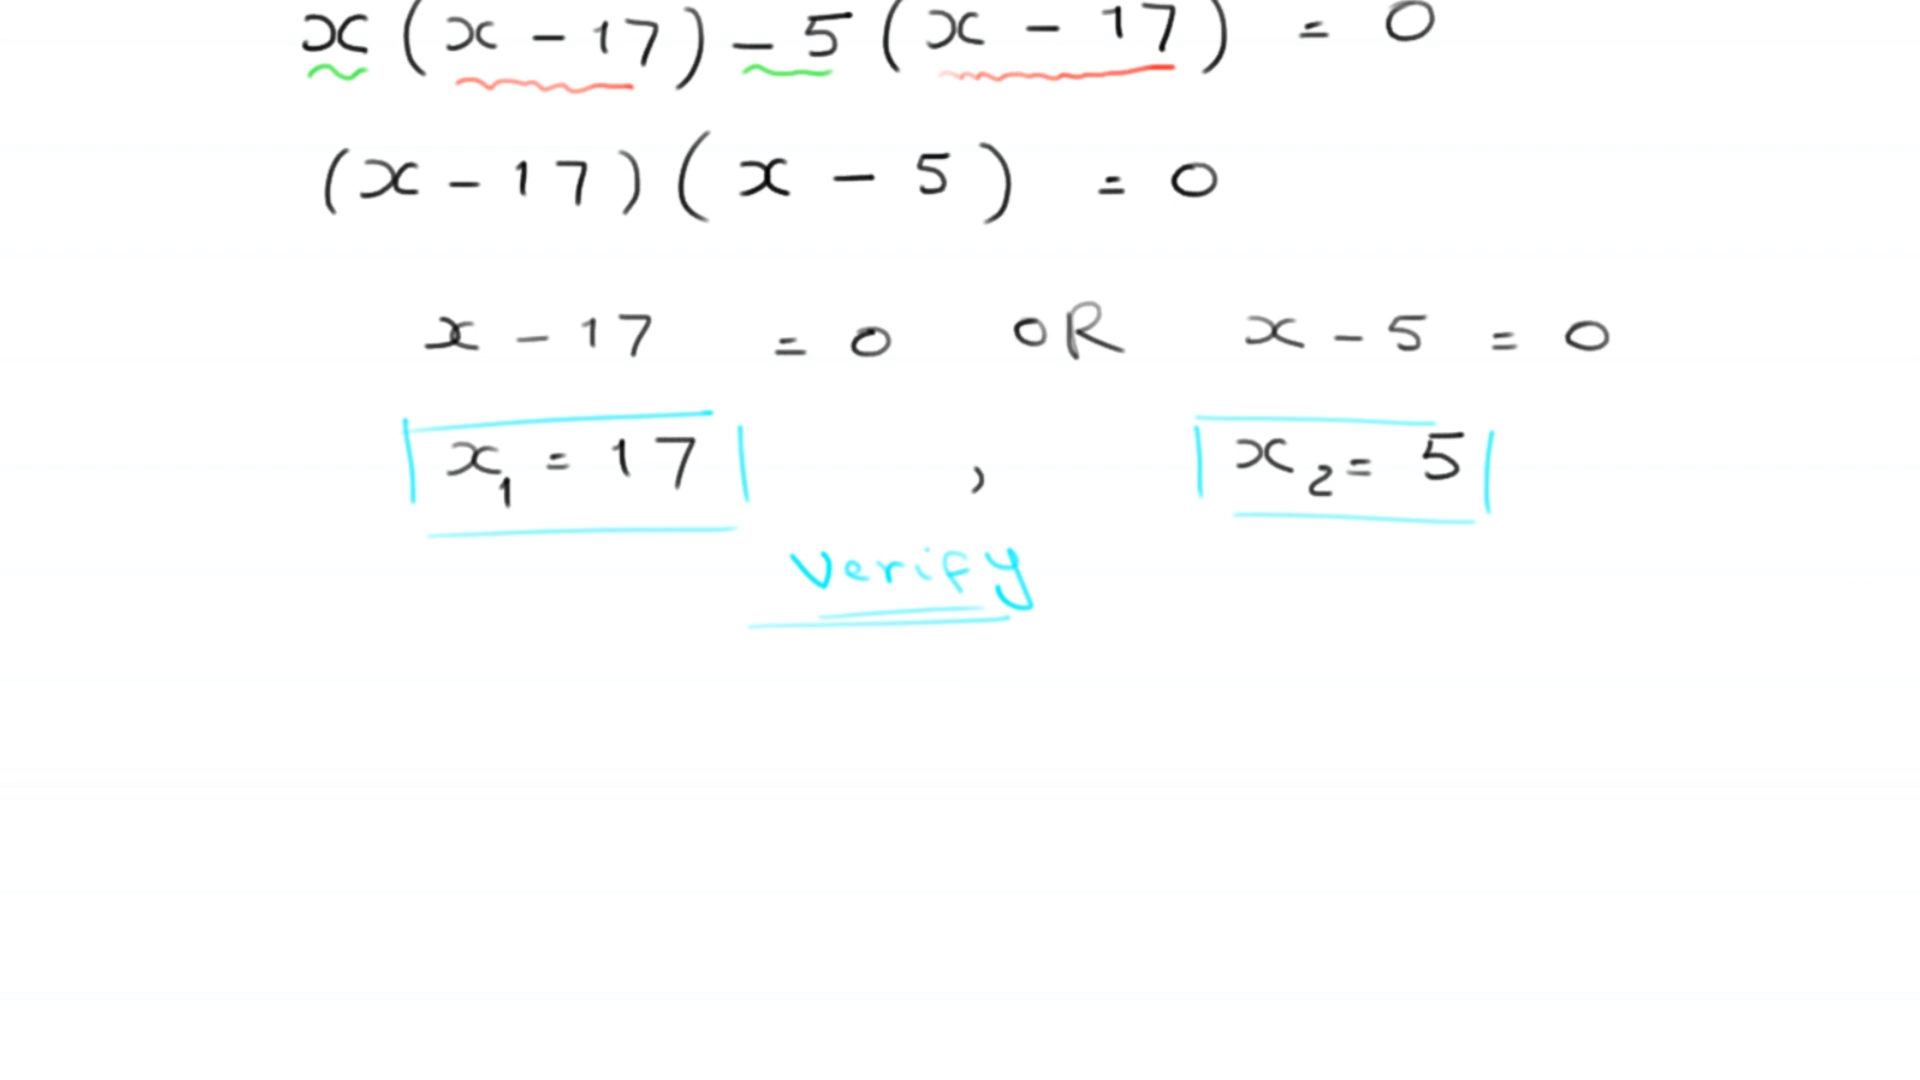 x(x - 17) - 5(x - 17) = 0
(x - 17)(x - 5) = 0
x - 17 = 0 OR x - 5 = 0
x₁ = 17 , x₂ = 5
Verify